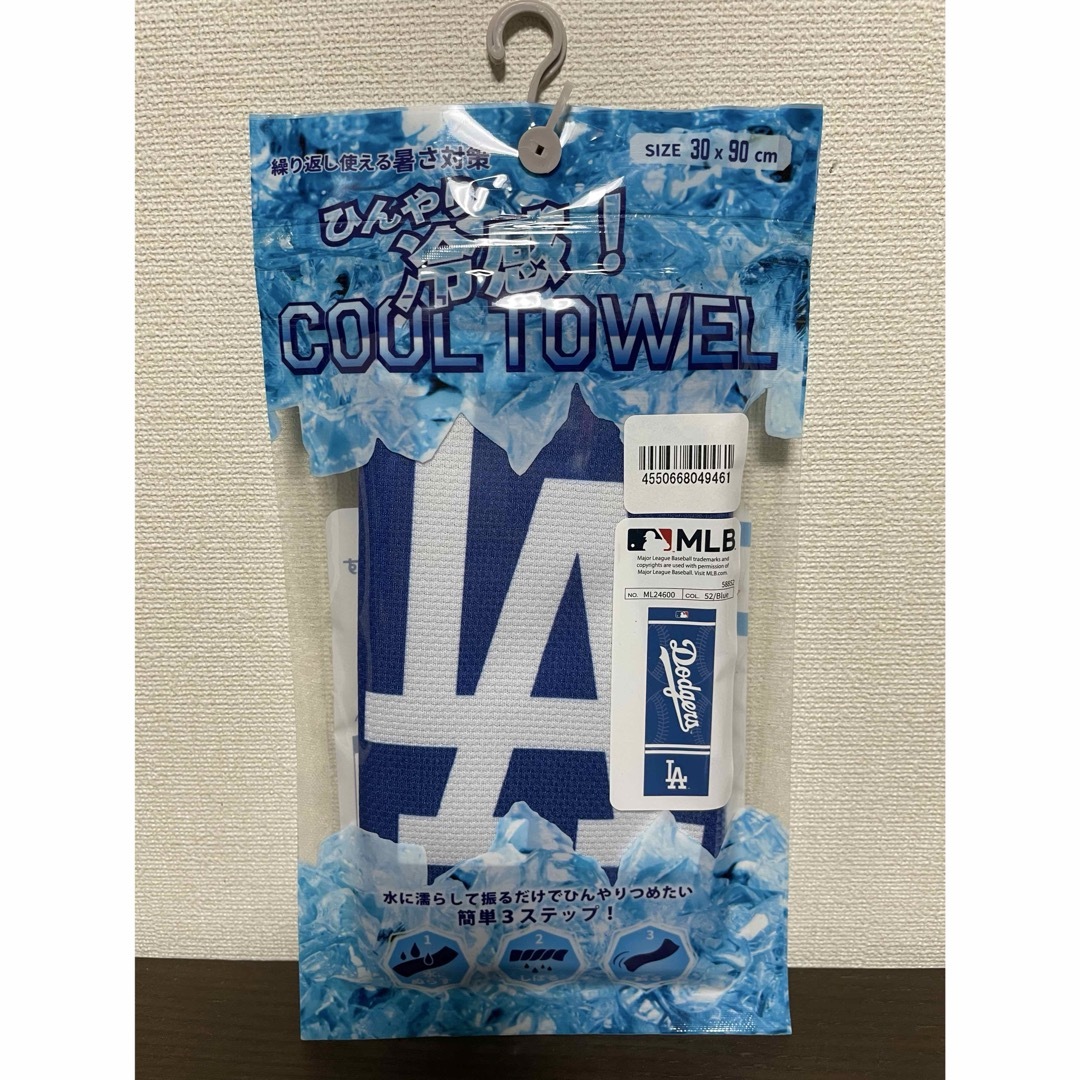 繰り返し使える暑さ対策
SIZE 30 x 90 cm
ひんやり
冷感!
COOL TOWEL
4550668049461
MLB
Major League Baseball trademarks and
copyrights are used with permission of
Major League Baseball. Visit MLB.com.
58852
NO. ML24600 COL. 52/Blue
Dodgers
LA
LA
水に濡らして振るだけでひんやりつめたい
簡単3ステップ!
1 2 3